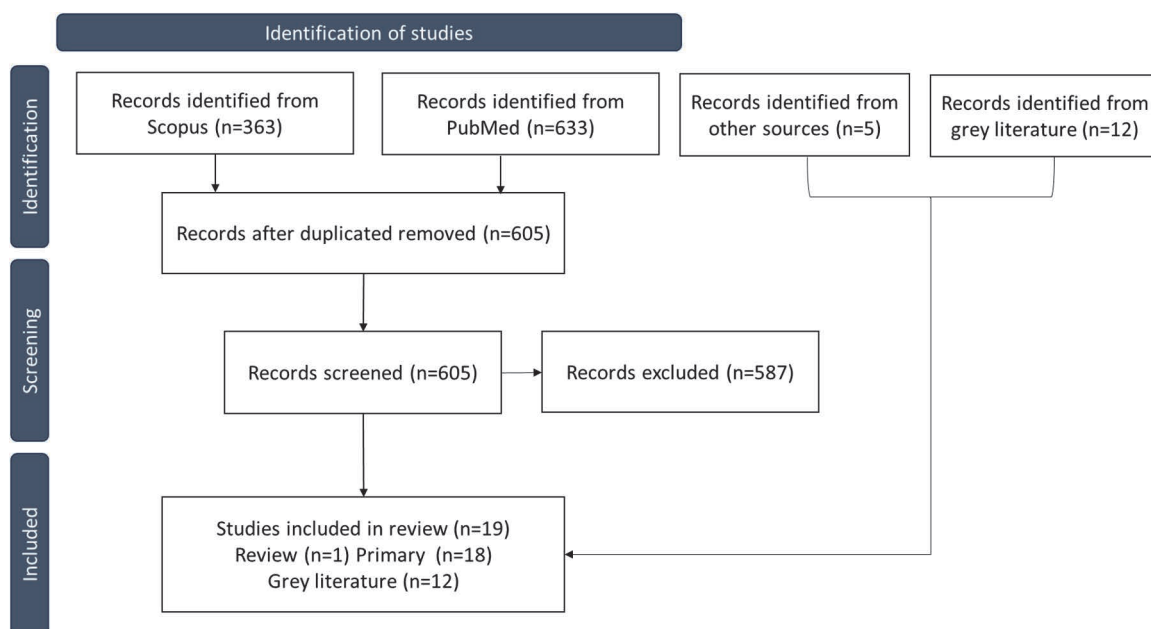 Identification of studies
Identification
Records identified from
Scopus (n=363)
Records identified from
PubMed (n=633)
Records identified from
other sources (n=5)
Records identified from
grey literature (n=12)
Records after duplicated removed (n=605)
Screening
Records screened (n=605)
Records excluded (n=587)
Included
Studies included in review (n=19)
Review (n=1) Primary (n=18)
Grey literature (n=12)